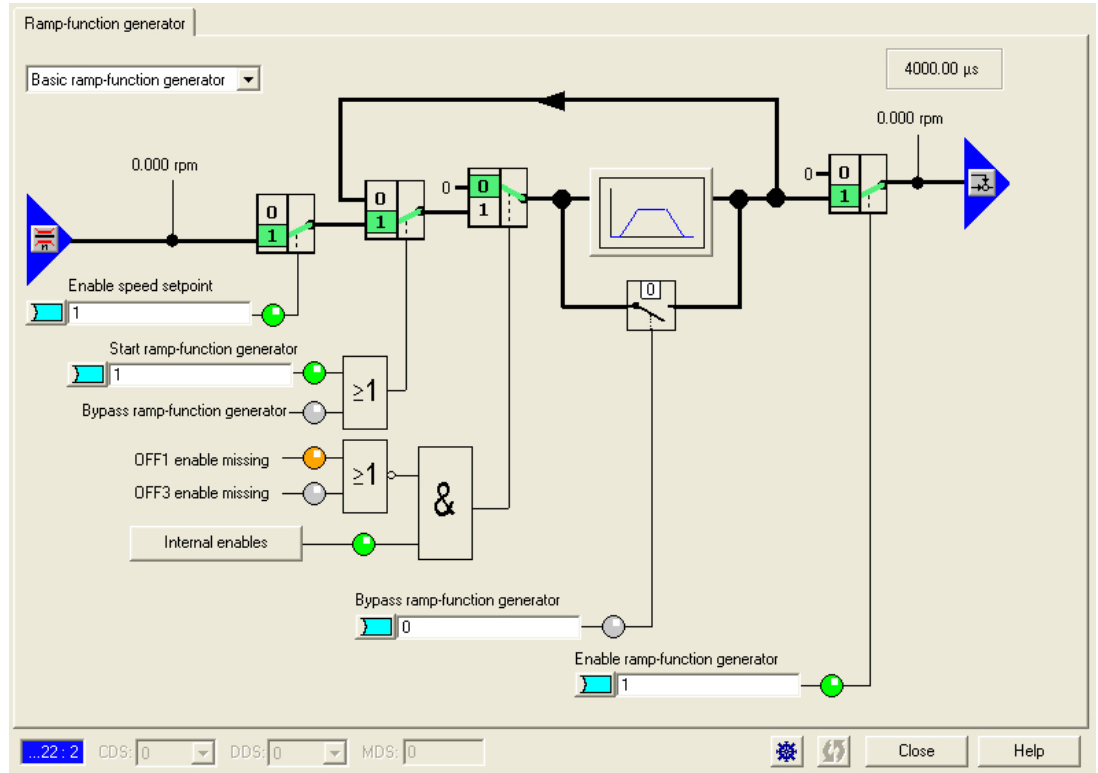 Ramp-function generator
Basic ramp-function generator
4000.00 µs
0.000 rpm
0.000 rpm
0
1
0
1
0
0
1
0
0
1
n
Enable speed setpoint
1
0
Start ramp-function generator
1
≥1
Bypass ramp-function generator
OFF1 enable missing
≥1
OFF3 enable missing
&
Internal enables
Bypass ramp-function generator
0
Enable ramp-function generator
1
...22 : 2 CDS: 0 DDS: 0 MDS: 0 Close Help